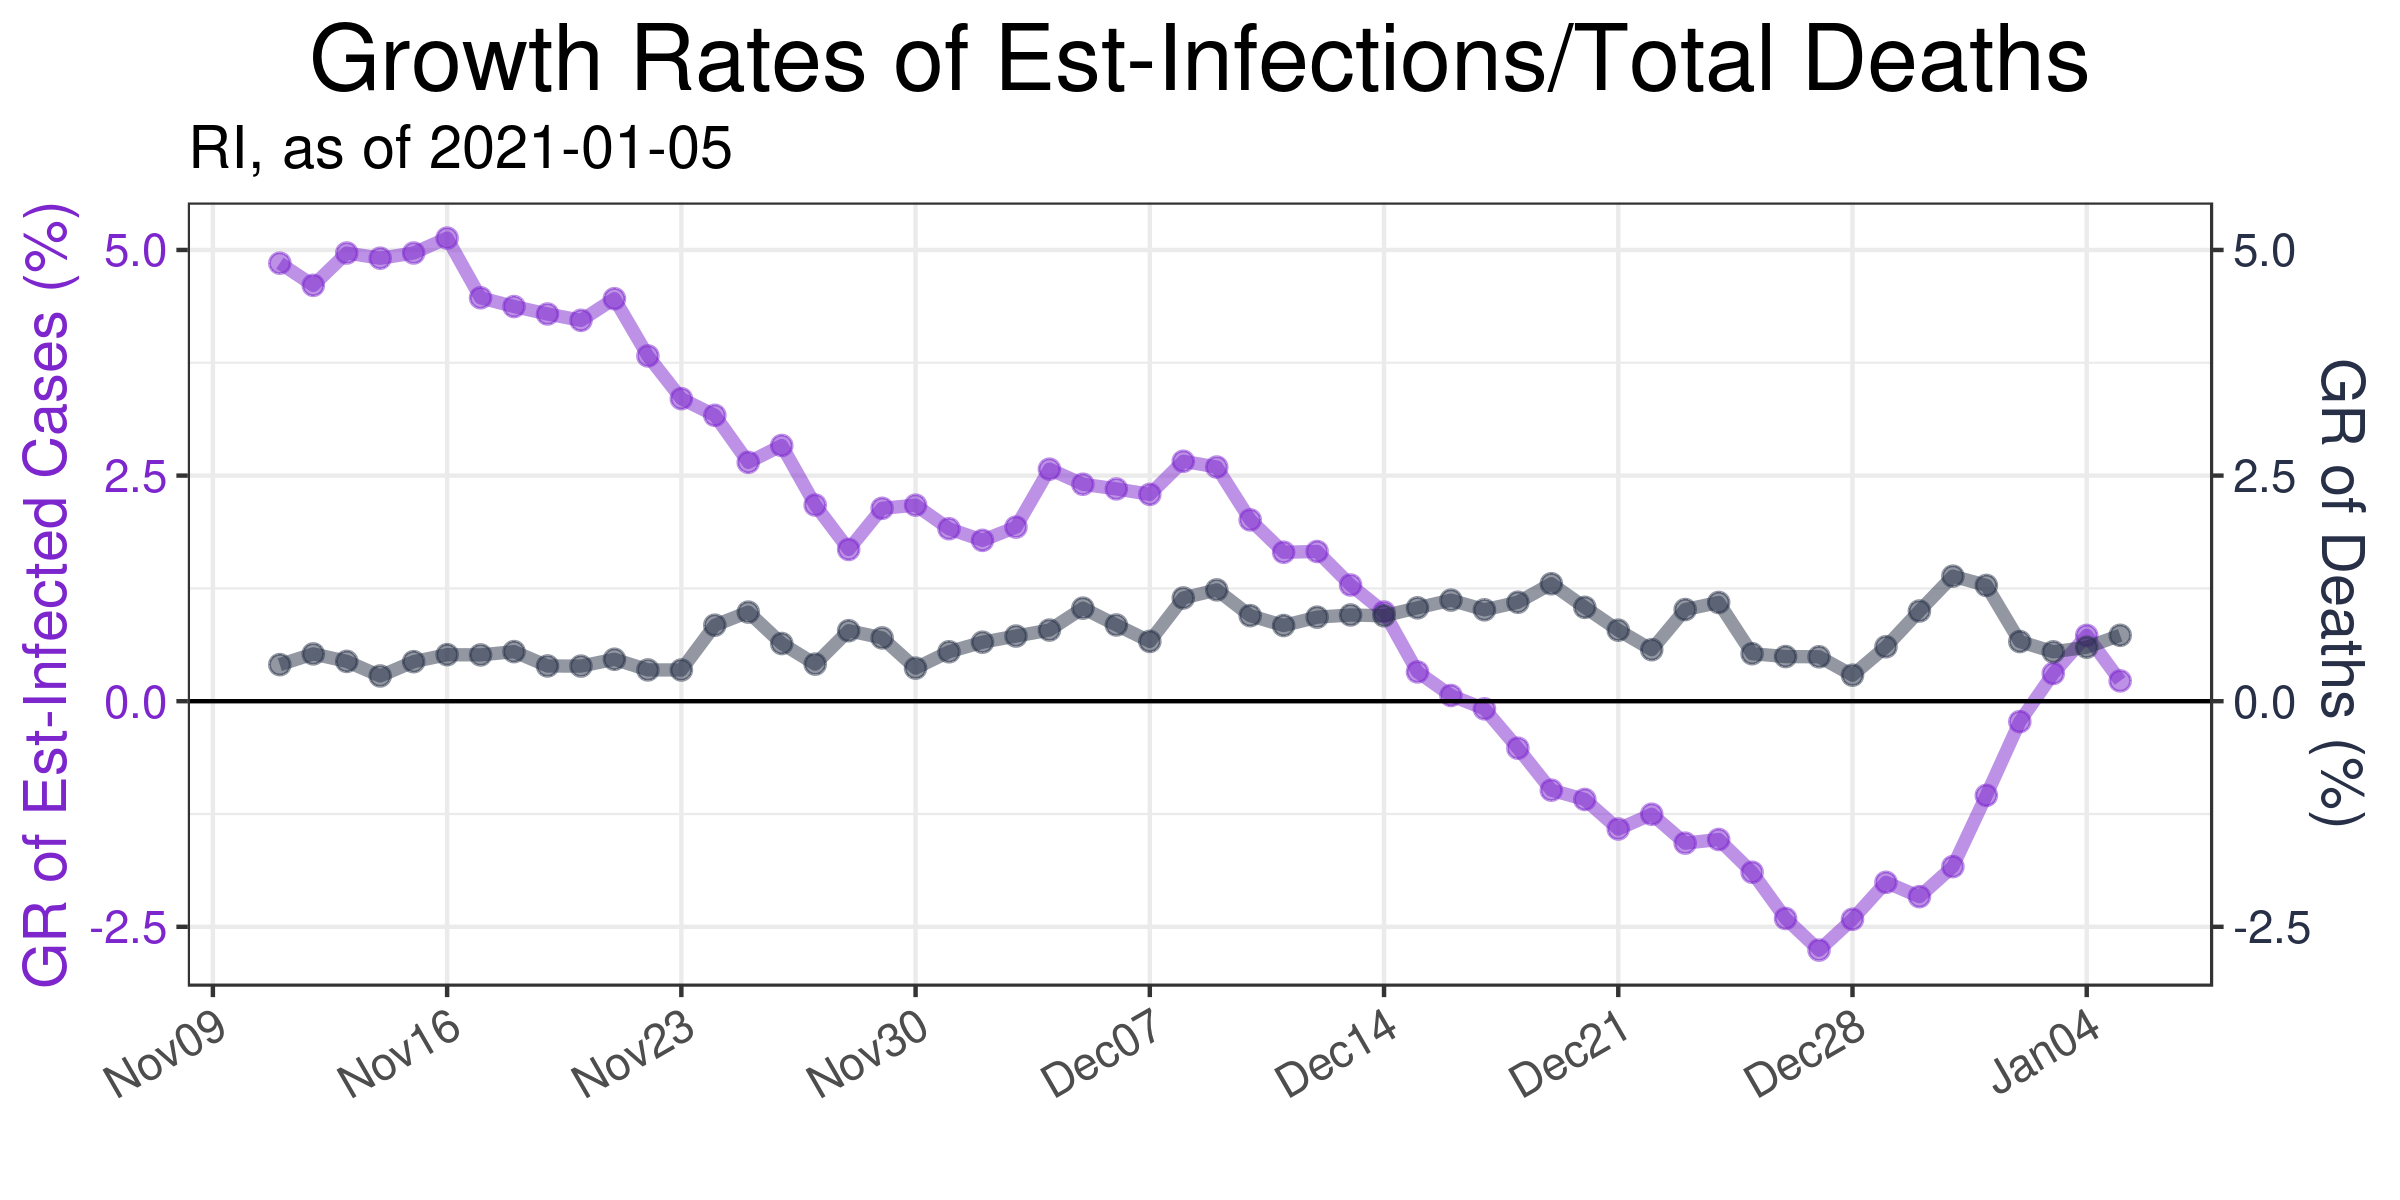 Growth Rates of Est-Infections/Total Deaths
RI, as of 2021-01-05
GR of Est-Infected Cases (%)
5.0
2.5
0.0
-2.5
5.0
2.5
0.0
-2.5
GR of Deaths (%)
Nov09 Nov16 Nov23 Nov30 Dec07 Dec14 Dec21 Dec28 Jan04